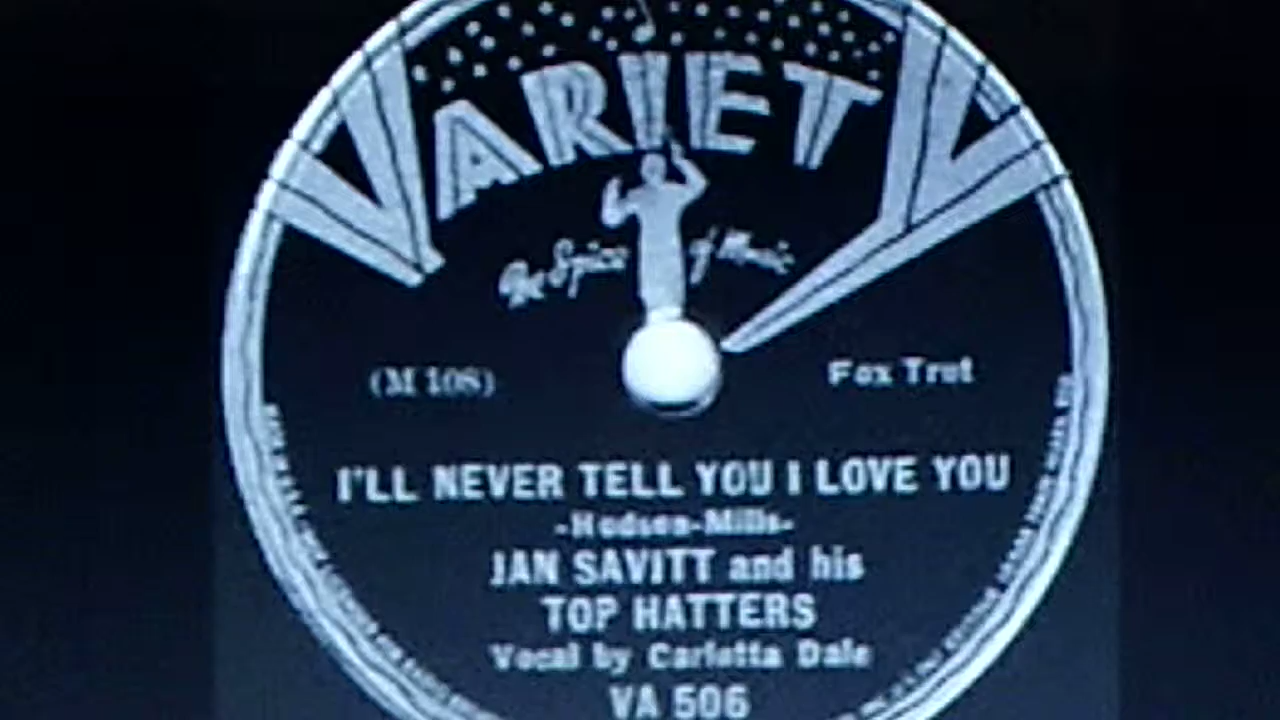 VARIETY
The Spice of Music
(M 108)
Fox Trot
I'LL NEVER TELL YOU I LOVE YOU
-Hudson-Mills-
JAN SAVITT and his
TOP HATTERS
Vocal by Carlotta Dale
VA 506